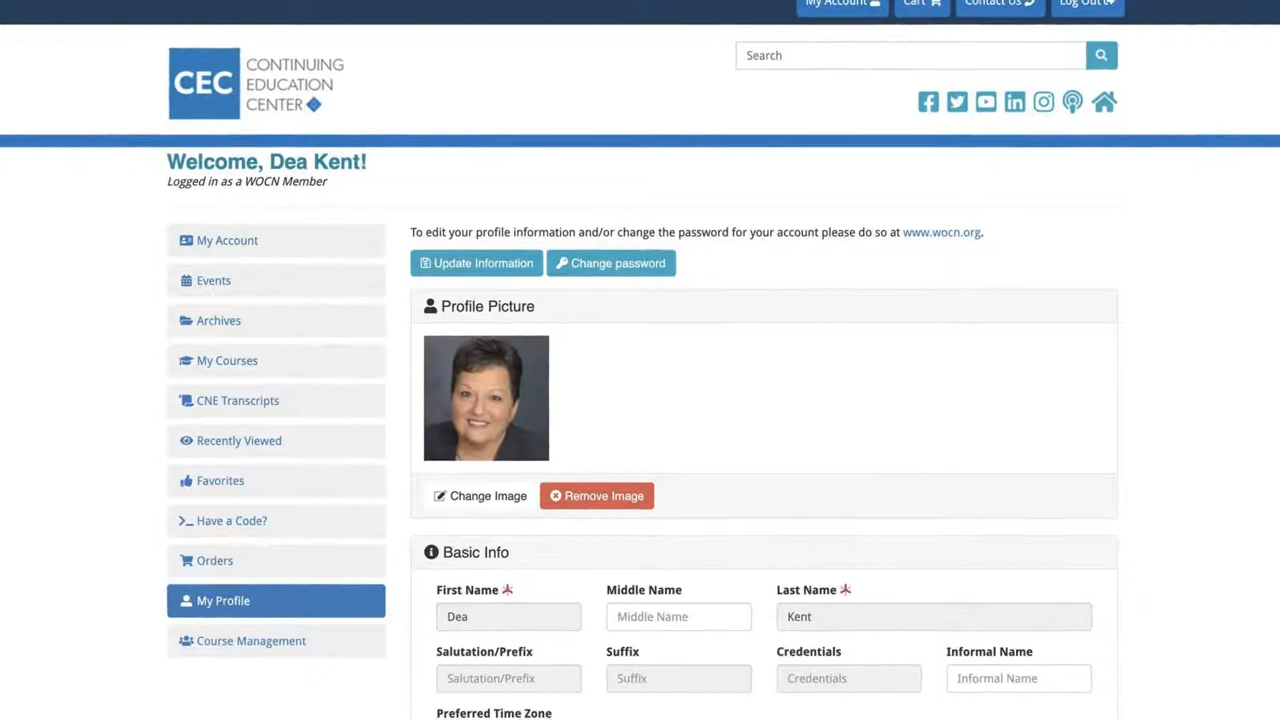 My Account
Cart
Contact Us
Log Out
CEC CONTINUING EDUCATION CENTER
Search
Welcome, Dea Kent!
Logged in as a WOCN Member
My Account
Events
Archives
My Courses
CNE Transcripts
Recently Viewed
Favorites
Have a Code?
Orders
My Profile
Course Management
To edit your profile information and/or change the password for your account please do so at www.wocn.org.
Update Information
Change password
Profile Picture
Change Image
Remove Image
Basic Info
First Name
Middle Name
Last Name
Dea
Middle Name
Kent
Salutation/Prefix
Suffix
Credentials
Informal Name
Salutation/Prefix
Suffix
Credentials
Informal Name
Preferred Time Zone